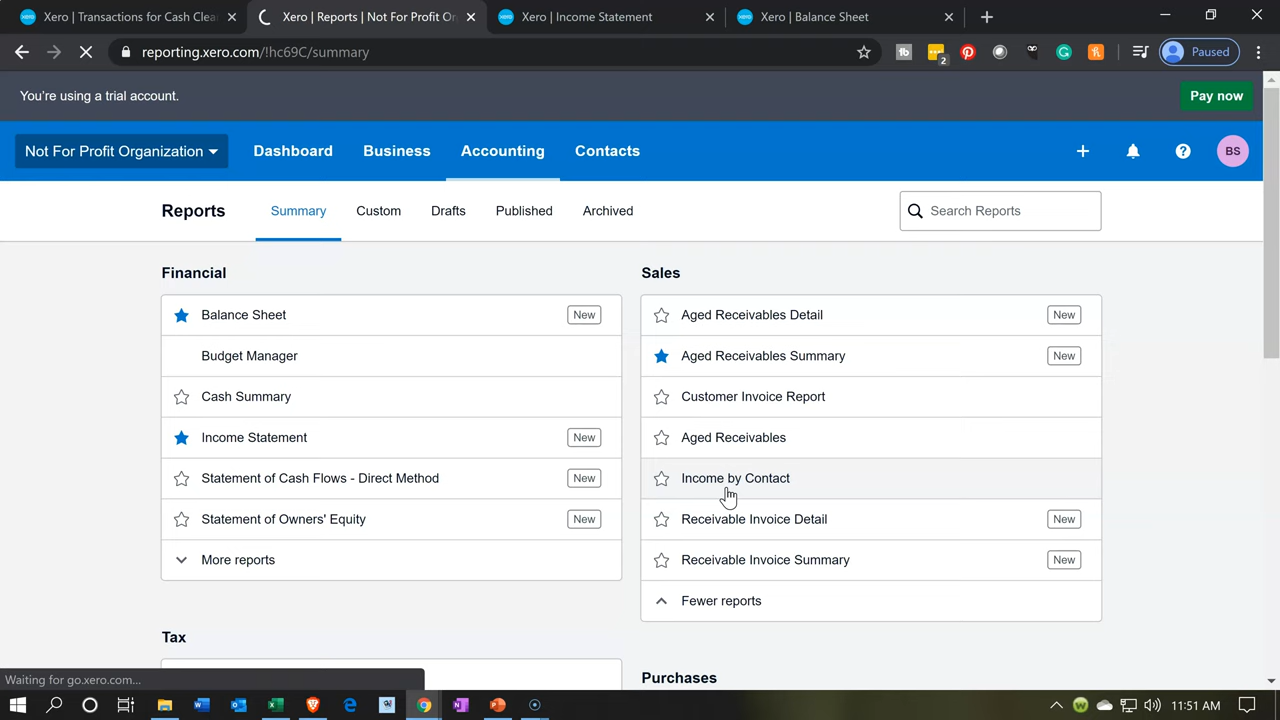 Xero | Transactions for Cash Clea
Xero | Reports | Not For Profit Or
Xero | Income Statement
Xero | Balance Sheet
reporting.xero.com/!hc69C/summary
2
Paused
You're using a trial account.
Pay now
Not For Profit Organization
Dashboard
Business
Accounting
Contacts
BS
Reports
Summary
Custom
Drafts
Published
Archived
Search Reports
Financial
Balance Sheet
New
Budget Manager
Cash Summary
Income Statement
New
Statement of Cash Flows - Direct Method
New
Statement of Owners' Equity
New
More reports
Tax
Sales
Aged Receivables Detail
New
Aged Receivables Summary
New
Customer Invoice Report
Aged Receivables
Income by Contact
Receivable Invoice Detail
New
Receivable Invoice Summary
New
Fewer reports
Purchases
Waiting for go.xero.com...
11:51 AM